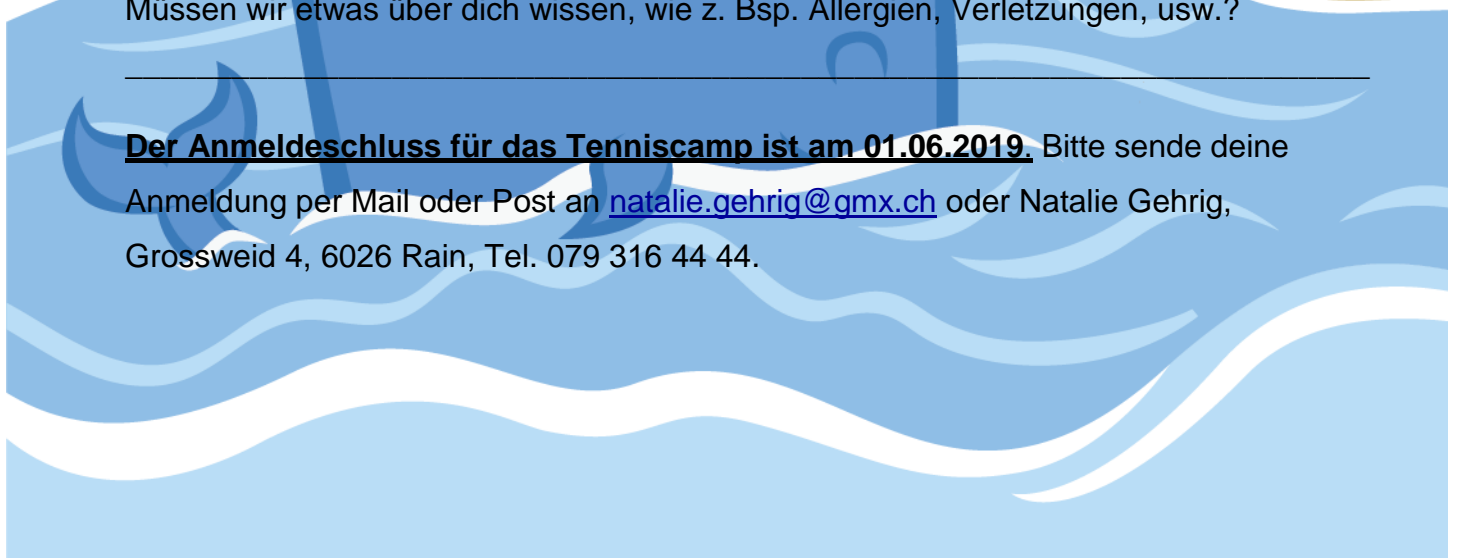 Müssen wir etwas über dich wissen, wie z. Bsp. Allergien, Verletzungen, usw.?
Der Anmeldeschluss für das Tenniscamp ist am 01.06.2019. Bitte sende deine
Anmeldung per Mail oder Post an natalie.gehrig@gmx.ch oder Natalie Gehrig,
Grossweid 4, 6026 Rain, Tel. 079 316 44 44.